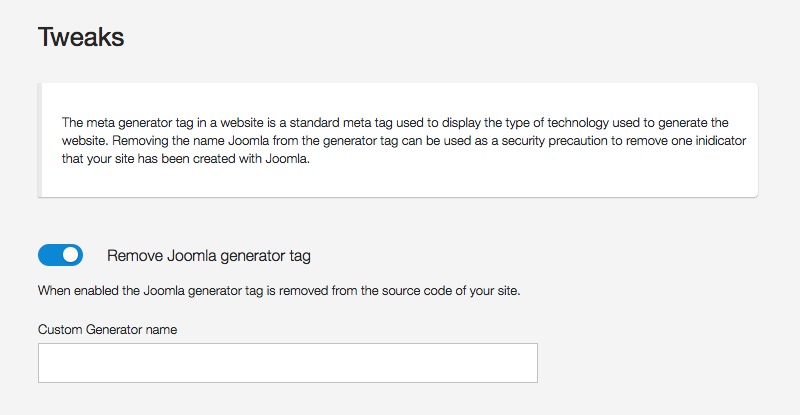 Tweaks
The meta generator tag in a website is a standard meta tag used to display the type of technology used to generate the
website. Removing the name Joomla from the generator tag can be used as a security precaution to remove one inidicator
that your site has been created with Joomla.
Remove Joomla generator tag
When enabled the Joomla generator tag is removed from the source code of your site.
Custom Generator name